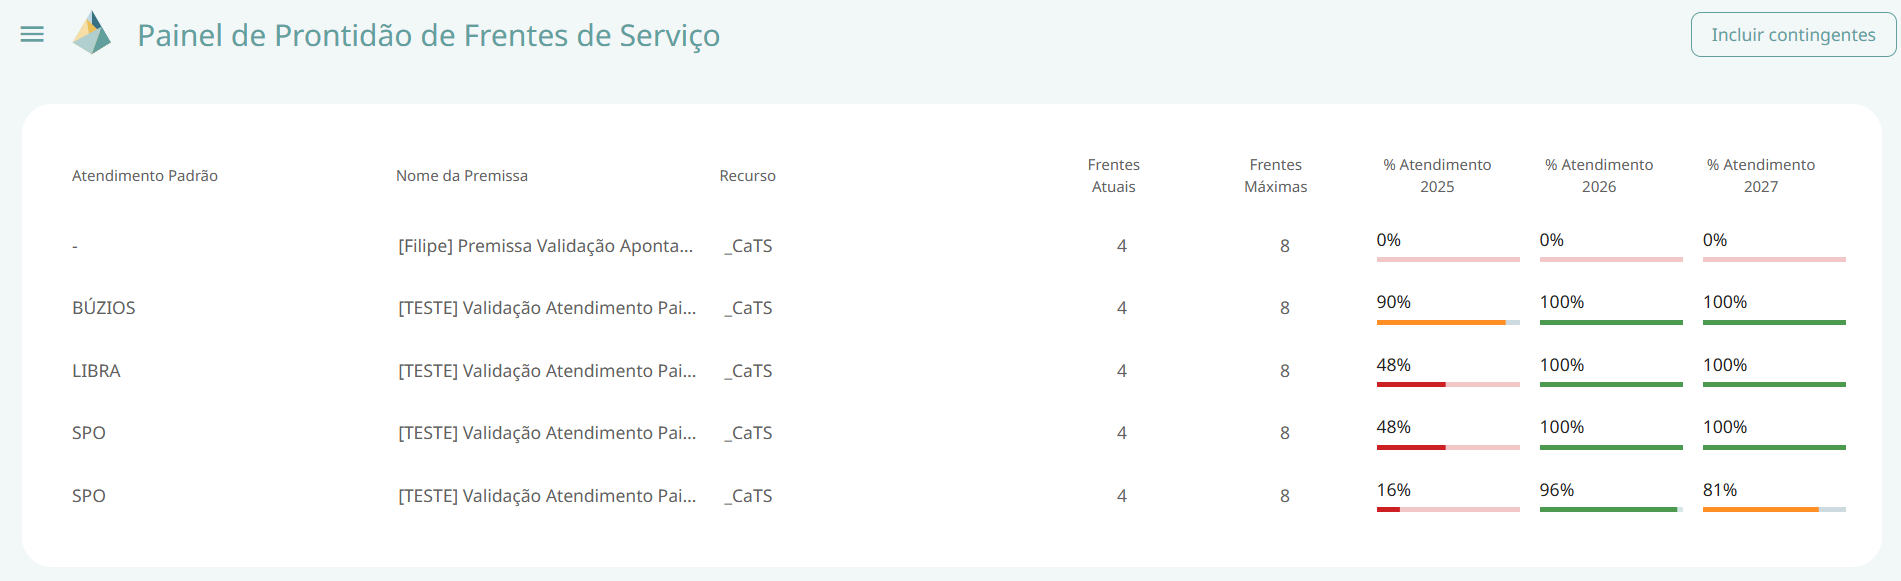 Painel de Prontidão de Frentes de Serviço
Incluir contingentes
Atendimento Padrão
Nome da Premissa
Recurso
Frentes
Atuais
Frentes
Máximas
% Atendimento
2025
% Atendimento
2026
% Atendimento
2027
- [Filipe] Premissa Validação Aponta... _CaTS 4 8 0% 0% 0%
BÚZIOS [TESTE] Validação Atendimento Pai... _CaTS 4 8 90% 100% 100%
LIBRA [TESTE] Validação Atendimento Pai... _CaTS 4 8 48% 100% 100%
SPO [TESTE] Validação Atendimento Pai... _CaTS 4 8 48% 100% 100%
SPO [TESTE] Validação Atendimento Pai... _CaTS 4 8 16% 96% 81%